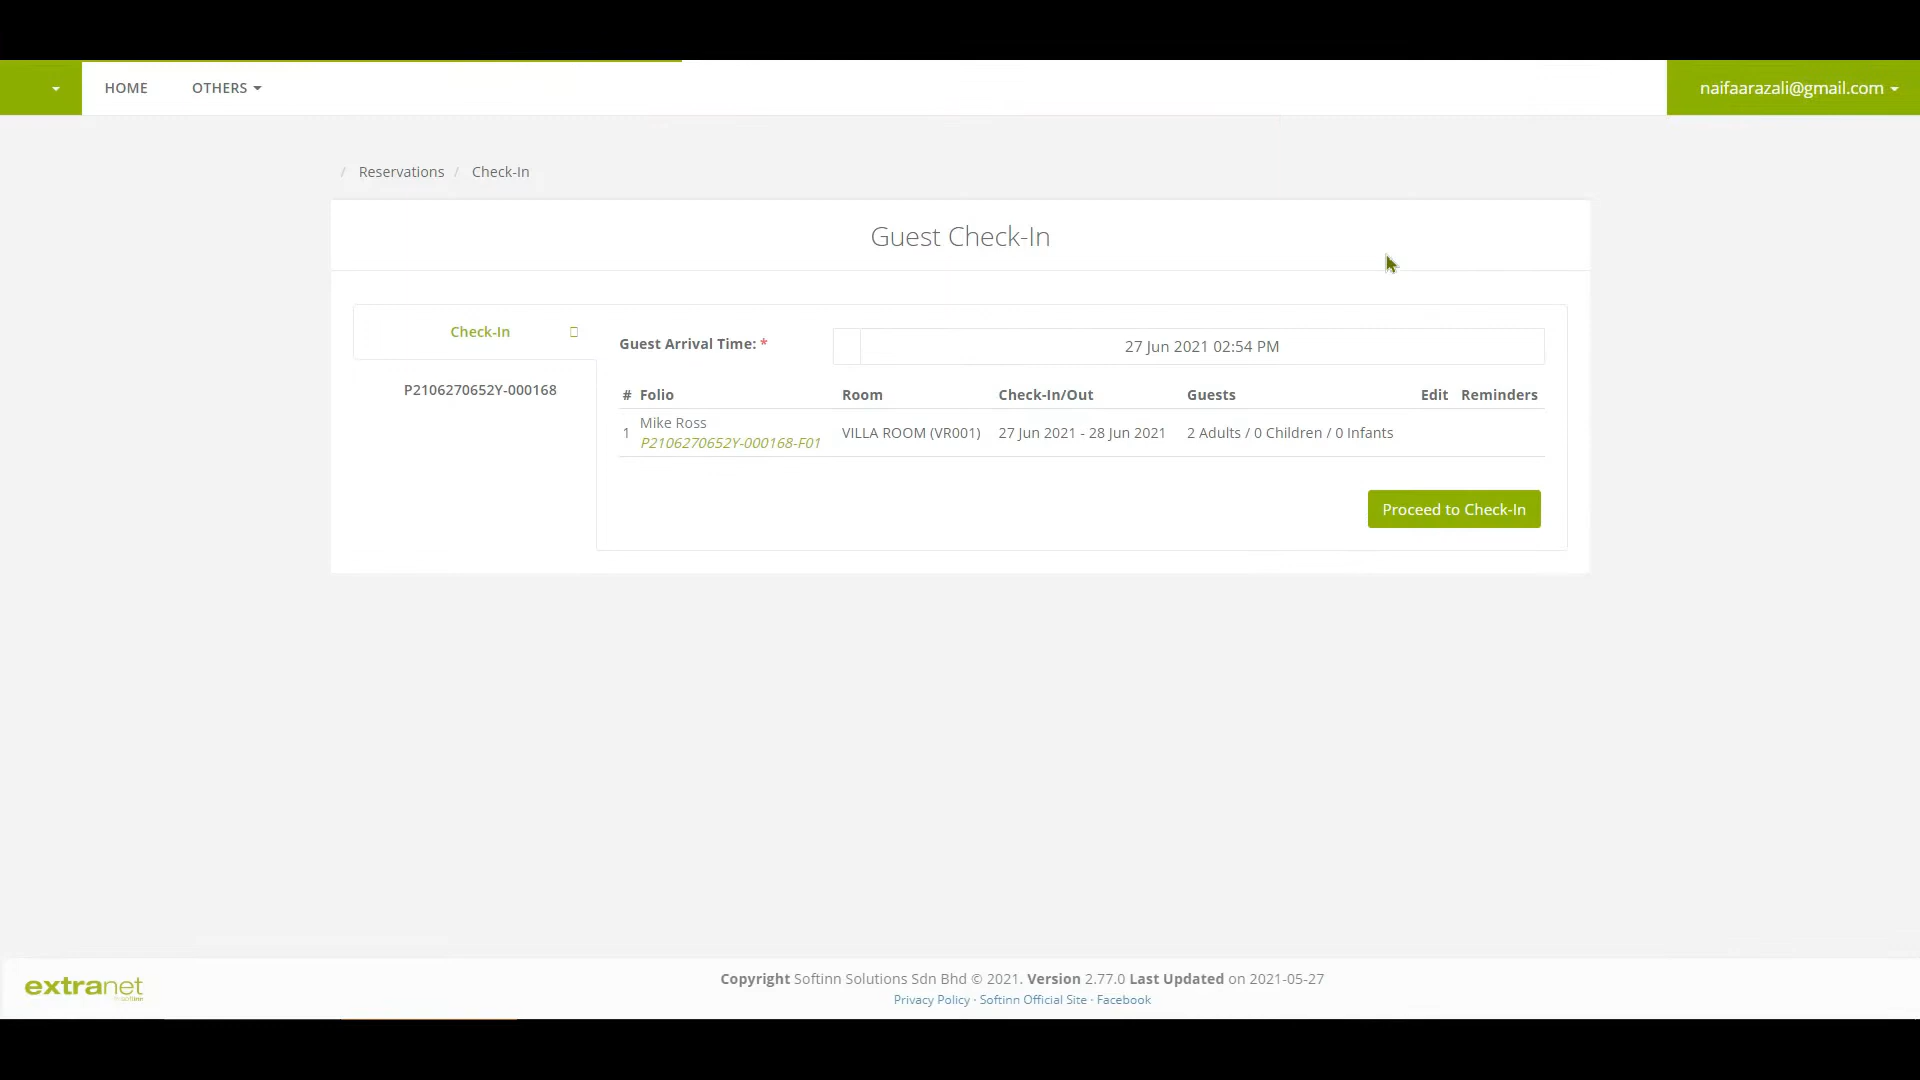 HOME OTHERS naifaarazali@gmail.com
/ Reservations / Check-In
Guest Check-In
Check-In
P2106270652Y-000168
Guest Arrival Time: * 27 Jun 2021 02:54 PM
# Folio Room Check-In/Out Guests Edit Reminders
1 Mike Ross P2106270652Y-000168-F01 VILLA ROOM (VR001) 27 Jun 2021 - 28 Jun 2021 2 Adults / 0 Children / 0 Infants
Proceed to Check-In
extranet
Copyright Softinn Solutions Sdn Bhd © 2021. Version 2.77.0 Last Updated on 2021-05-27
Privacy Policy · Softinn Official Site · Facebook